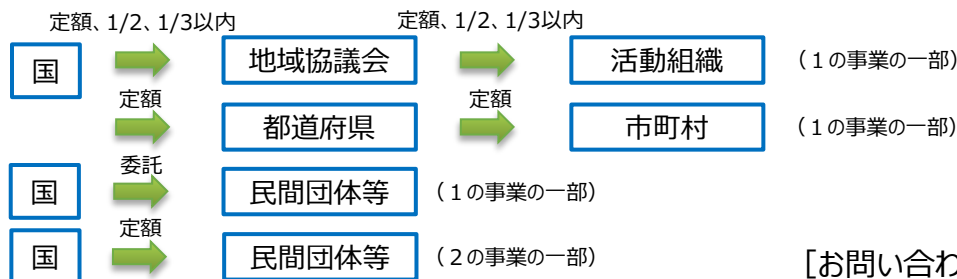 定額、1/2、1/3以内 定額、1/2、1/3以内
国 地域協議会 活動組織 （１の事業の一部）
定額 定額
都道府県 市町村 （１の事業の一部）
委託
国 民間団体等 （１の事業の一部）
定額
国 民間団体等 （２の事業の一部）
［お問い合わ